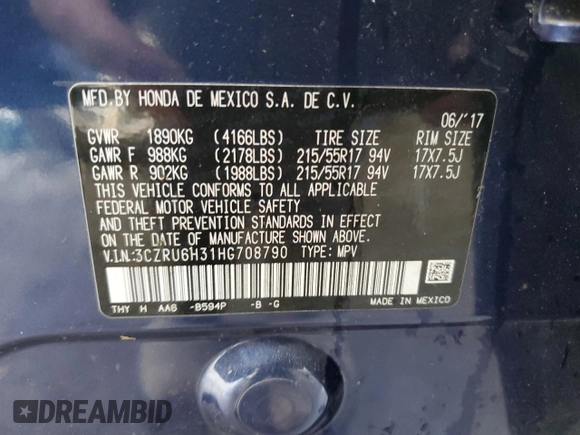 MFD.BY HONDA DE MEXICO S.A. DE C.V.
06/'17
GVWR 1890KG (4166LBS) TIRE SIZE RIM SIZE
GAWR F 988KG (2178LBS) 215/55R17 94V 17X7.5J
GAWR R 902KG (1988LBS) 215/55R17 94V 17X7.5J
THIS VEHICLE CONFORMS TO ALL APPLICABLE
FEDERAL MOTOR VEHICLE SAFETY
AND THEFT PREVENTION STANDARDS IN EFFECT
ON THE DATE OF MANUFACTURE SHOWN ABOVE.
V.I.N:3CZRU6H31HG708790 TYPE: MPV
THY H AA6 -B594P -B -G MADE IN MEXICO
DREAMBID